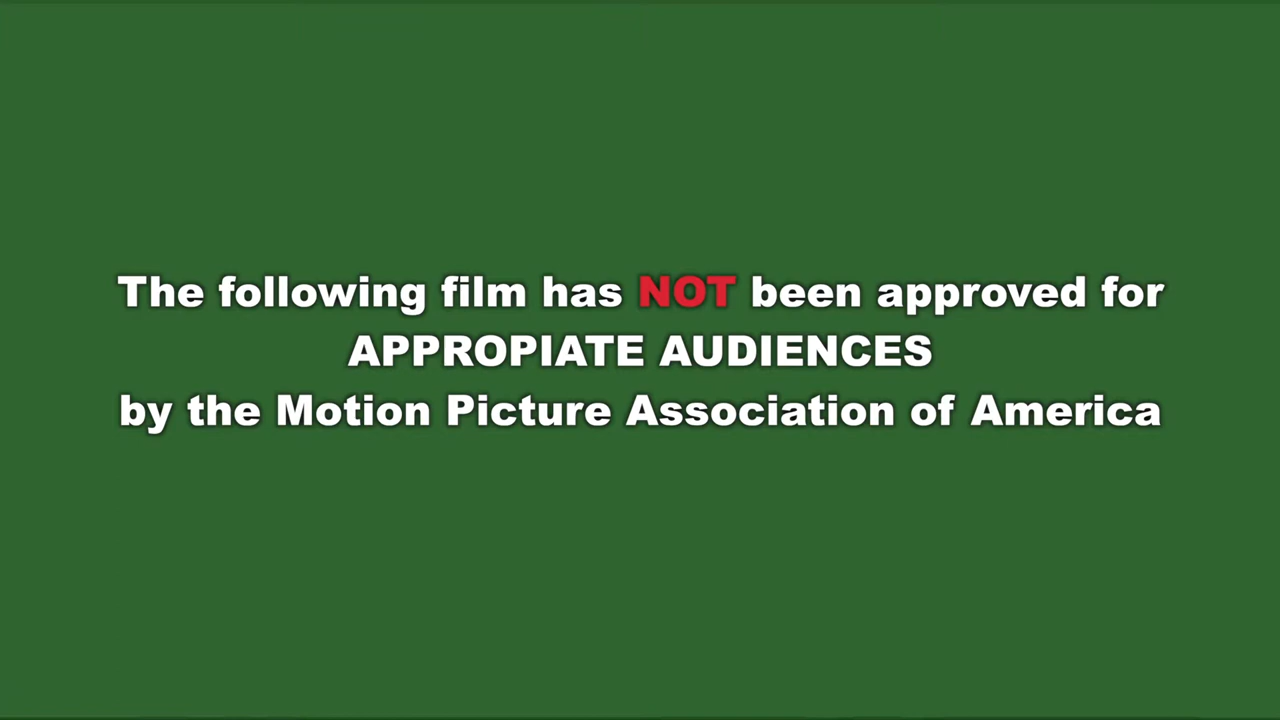 The following film has NOT been approved for
APPROPIATE AUDIENCES
by the Motion Picture Association of America